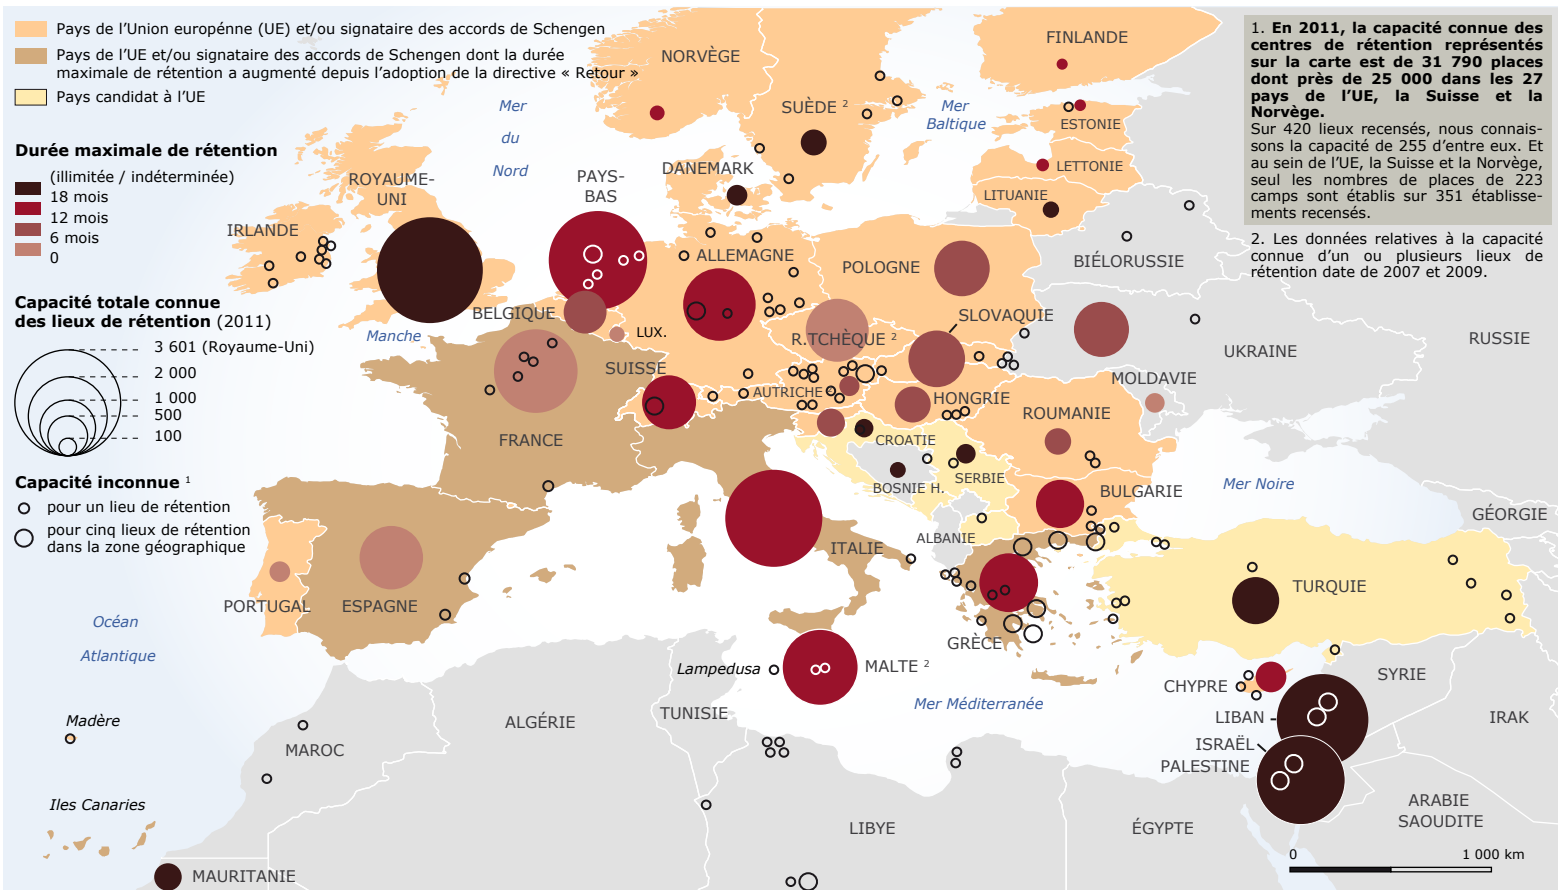 Pays de l’Union europénne (UE) et/ou signataire des accords de Schengen
Pays de l’UE et/ou signataire des accords de Schengen dont la durée
maximale de rétention a augmenté depuis l’adoption de la directive « Retour »
Pays candidat à l’UE
Durée maximale de rétention
(illimitée / indéterminée)
18 mois
12 mois
6 mois
0
Capacité totale connue
des lieux de rétention (2011)
3 601 (Royaume-Uni)
2 000
1 000
500
100
Capacité inconnue 1
pour un lieu de rétention
pour cinq lieux de rétention
dans la zone géographique
1. En 2011, la capacité connue des
centres de rétention représentés
sur la carte est de 31 790 places
dont près de 25 000 dans les 27
pays de l’UE, la Suisse et la
Norvège.
Sur 420 lieux recensés, nous connais-
sons la capacité de 255 d’entre eux. Et
au sein de l’UE, la Suisse et la Norvège,
seul les nombres de places de 223
camps sont établis sur 351 établisse-
ments recensés.
2. Les données relatives à la capacité
connue d’un ou plusieurs lieux de
rétention date de 2007 et 2009.
NORVÈGE
FINLANDE
SUÈDE 2
Mer
Baltique
ESTONIE
LETTONIE
LITUANIE
Mer
du
Nord
DANEMARK
PAYS-
BAS
ROYAUME-
UNI
IRLANDE
ALLEMAGNE
POLOGNE
BIÉLORUSSIE
RUSSIE
BELGIQUE
Manche
LUX.
R.TCHÈQUE 2
SLOVAQUIE
UKRAINE
SUISSE
AUTRICHE 2
HONGRIE
MOLDAVIE
ROUMANIE
FRANCE
CROATIE
SERBIE
BOSNIE H.
BULGARIE
Mer Noire
GÉORGIE
ALBANIE
ITALIE
PORTUGAL
ESPAGNE
GRÈCE
TURQUIE
Océan
Atlantique
Lampedusa
MALTE 2
Mer Méditerranée
CHYPRE
SYRIE
LIBAN
IRAK
ISRAËL
PALESTINE
Madère
MAROC
ALGÉRIE
TUNISIE
Iles Canaries
LIBYE
ÉGYPTE
ARABIE
SAOUDITE
MAURITANIE
0
1 000 km